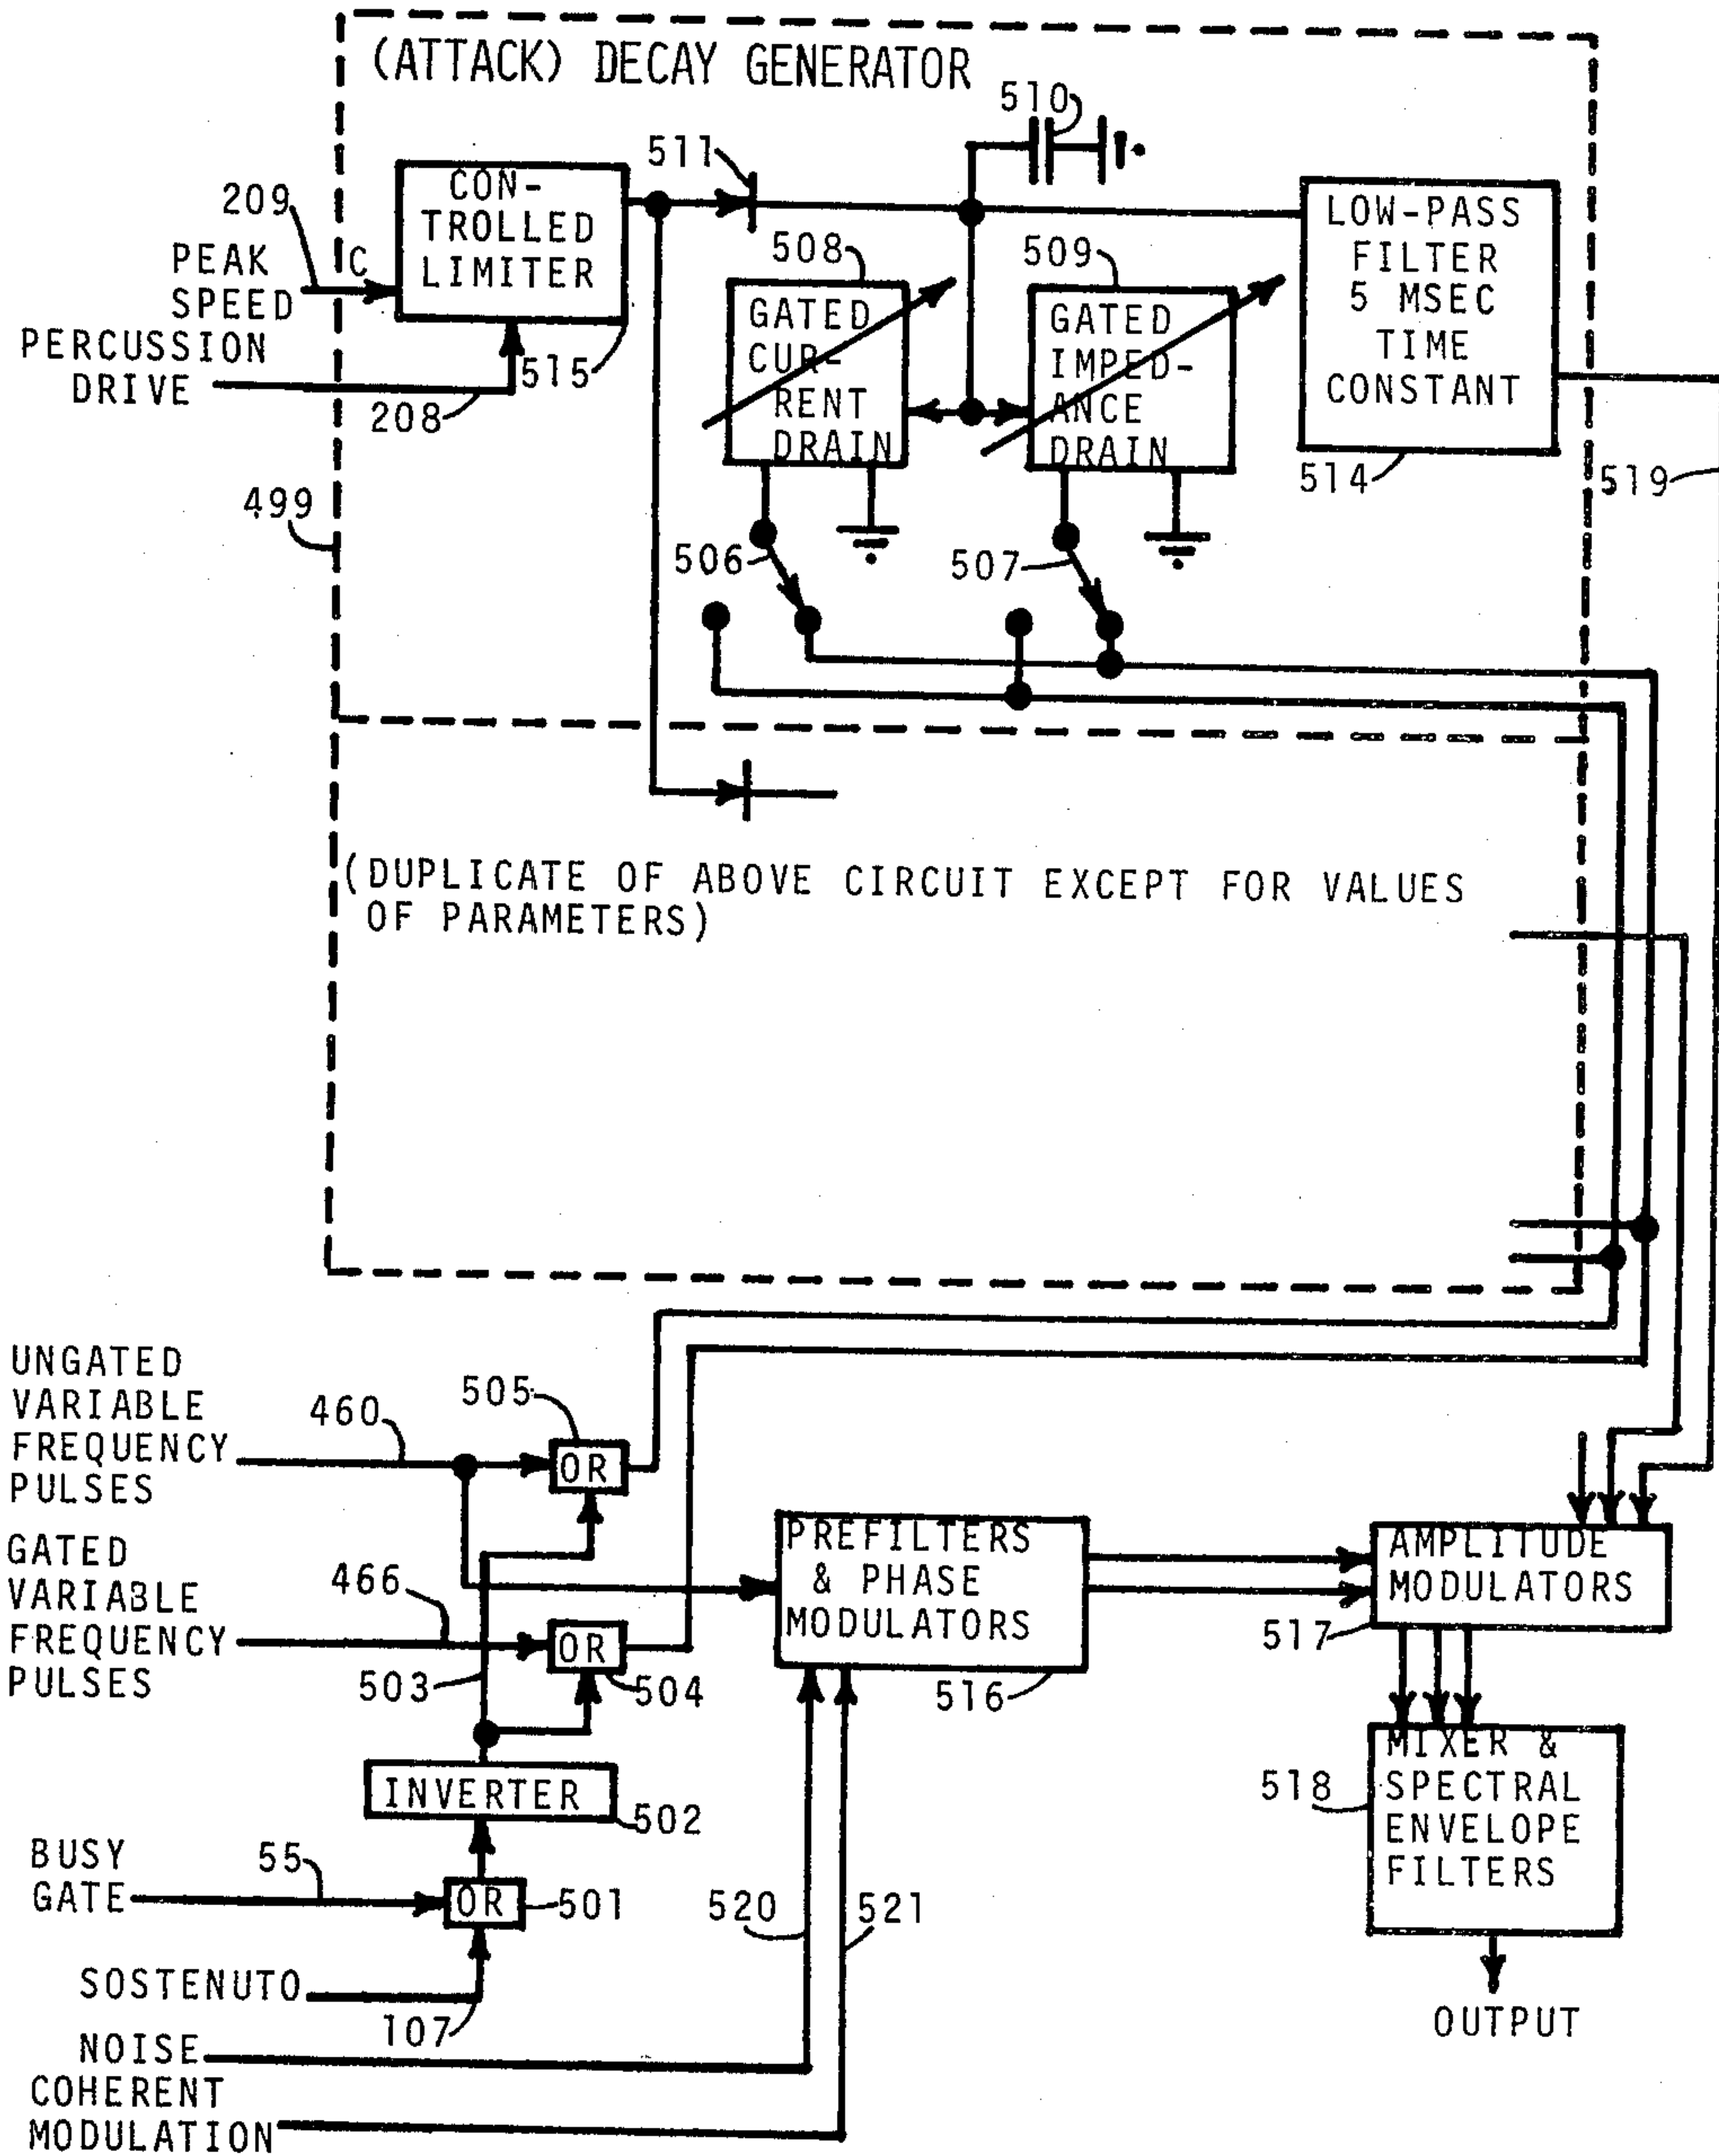 (ATTACK) DECAY GENERATOR
510
511
209
CON-
TROLLED
LIMITER
C
PEAK
SPEED
PERCUSSION
DRIVE
208
515
508
GATED
CUR-
RENT
DRAIN
509
GATED
IMPED-
ANCE
DRAIN
LOW-PASS
FILTER
5 MSEC
TIME
CONSTANT
514
519
499
506
507
(DUPLICATE OF ABOVE CIRCUIT EXCEPT FOR VALUES
OF PARAMETERS)
UNGATED
VARIABLE
FREQUENCY
PULSES
460
505
OR
GATED
VARIABLE
FREQUENCY
PULSES
466
OR
504
503
PREFILTERS
& PHASE
MODULATORS
516
AMPLITUDE
MODULATORS
517
INVERTER
502
MIXER &
SPECTRAL
ENVELOPE
FILTERS
518
BUSY
GATE
55
OR
501
520
521
SOSTENUTO
107
OUTPUT
NOISE
COHERENT
MODULATION